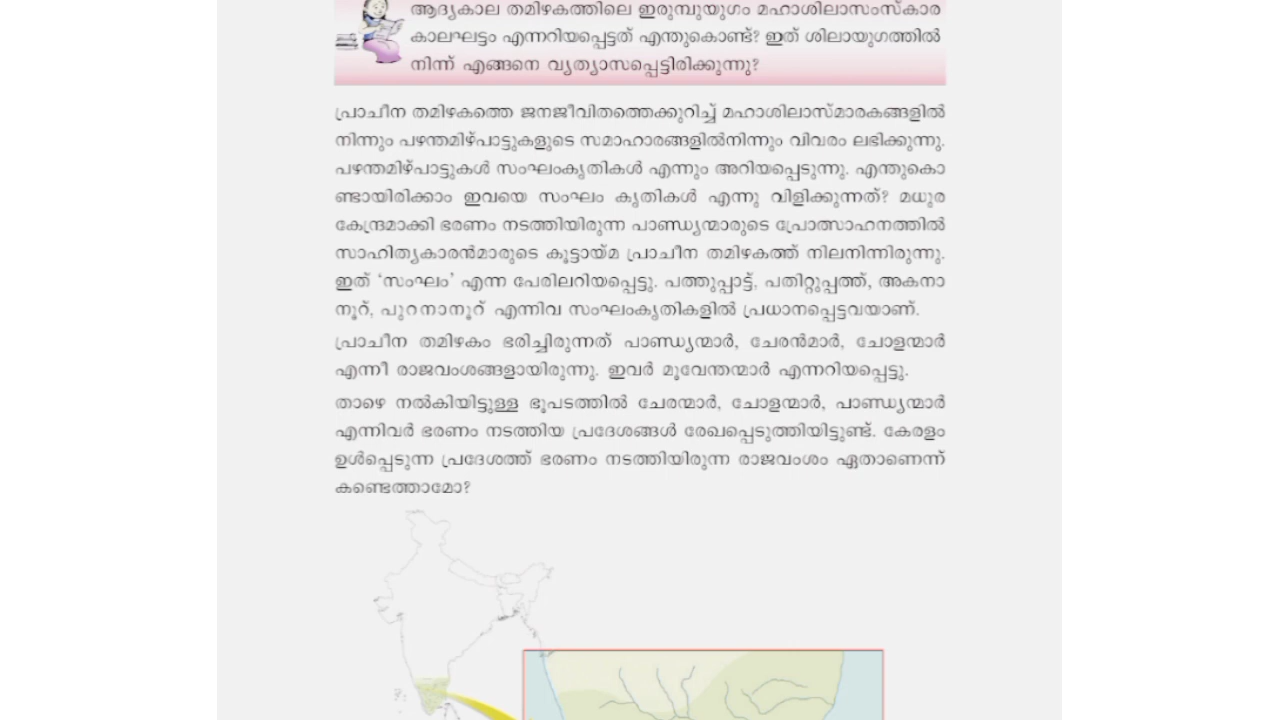 ആദ്യകാല തമിഴകത്തിലെ ഇരുമ്പുയുഗം മഹാശിലാസംസ്കാര
കാലഘട്ടം എന്നറിയപ്പെട്ടത് എന്തുകൊണ്ട്? ഇത് ശിലായുഗത്തിൽ
നിന്ന് എങ്ങനെ വ്യത്യാസപ്പെട്ടിരിക്കുന്നു?
പ്രാചീന തമിഴകത്തെ ജനജീവിതത്തെക്കുറിച്ച് മഹാശിലാസ്മാരകങ്ങളിൽ
നിന്നും പഴന്തമിഴ്പാട്ടുകളുടെ സമാഹാരങ്ങളിൽനിന്നും വിവരം ലഭിക്കുന്നു.
പഴന്തമിഴ്പാട്ടുകൾ സംഘംകൃതികൾ എന്നും അറിയപ്പെടുന്നു. എന്തുകൊ
ണ്ടായിരിക്കാം ഇവയെ സംഘം കൃതികൾ എന്നു വിളിക്കുന്നത്? മധുര
കേന്ദ്രമാക്കി ഭരണം നടത്തിയിരുന്ന പാണ്ഡ്യന്മാരുടെ പ്രോത്സാഹനത്തിൽ
സാഹിത്യകാരൻമാരുടെ കൂട്ടായ്മ പ്രാചീന തമിഴകത്ത് നിലനിന്നിരുന്നു.
ഇത് ‘സംഘം’ എന്ന പേരിലറിയപ്പെട്ടു. പത്തുപ്പാട്ട്, പതിറ്റുപ്പത്ത്, അകനാ
നൂറ്, പുറനാനൂറ് എന്നിവ സംഘംകൃതികളിൽ പ്രധാനപ്പെട്ടവയാണ്.
പ്രാചീന തമിഴകം ഭരിച്ചിരുന്നത് പാണ്ഡ്യന്മാർ, ചേരൻമാർ, ചോളന്മാർ
എന്നീ രാജവംശങ്ങളായിരുന്നു. ഇവർ മൂവേന്തന്മാർ എന്നറിയപ്പെട്ടു.
താഴെ നൽകിയിട്ടുള്ള ഭൂപടത്തിൽ ചേരന്മാർ, ചോളന്മാർ, പാണ്ഡ്യന്മാർ
എന്നിവർ ഭരണം നടത്തിയ പ്രദേശങ്ങൾ രേഖപ്പെടുത്തിയിട്ടുണ്ട്. കേരളം
ഉൾപ്പെടുന്ന പ്രദേശത്ത് ഭരണം നടത്തിയിരുന്ന രാജവംശം ഏതാണെന്ന്
കണ്ടെത്താമോ?